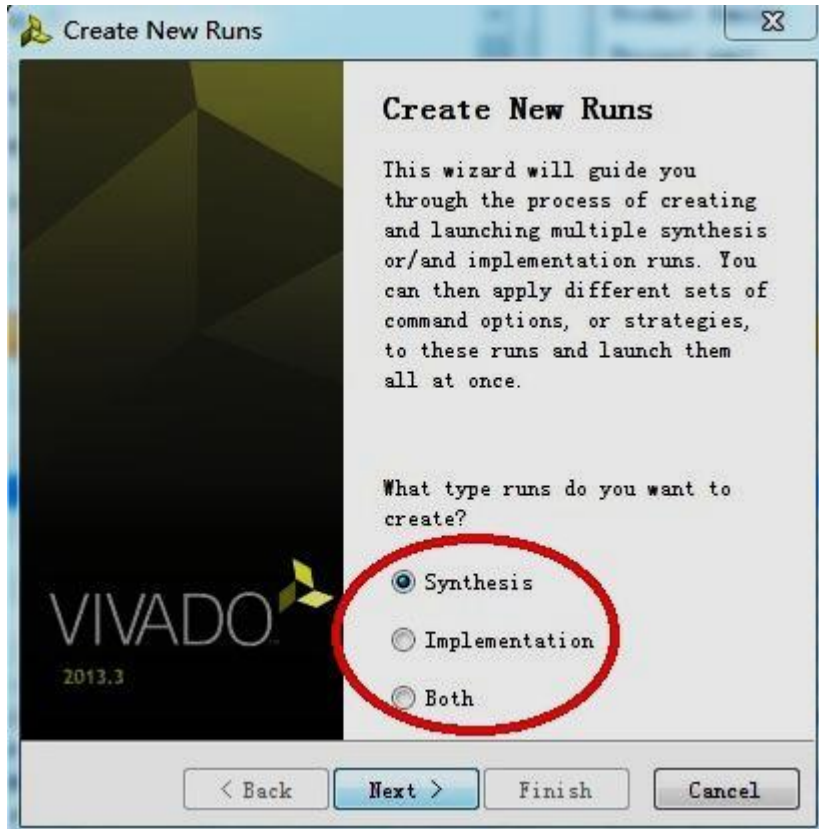 Create New Runs
Create New Runs
This wizard will guide you
through the process of creating
and launching multiple synthesis
or/and implementation runs. You
can then apply different sets of
command options, or strategies,
to these runs and launch them
all at once.
What type runs do you want to
create?
Synthesis
Implementation
Both
VIVADO
2013.3
< Back
Next >
Finish
Cancel